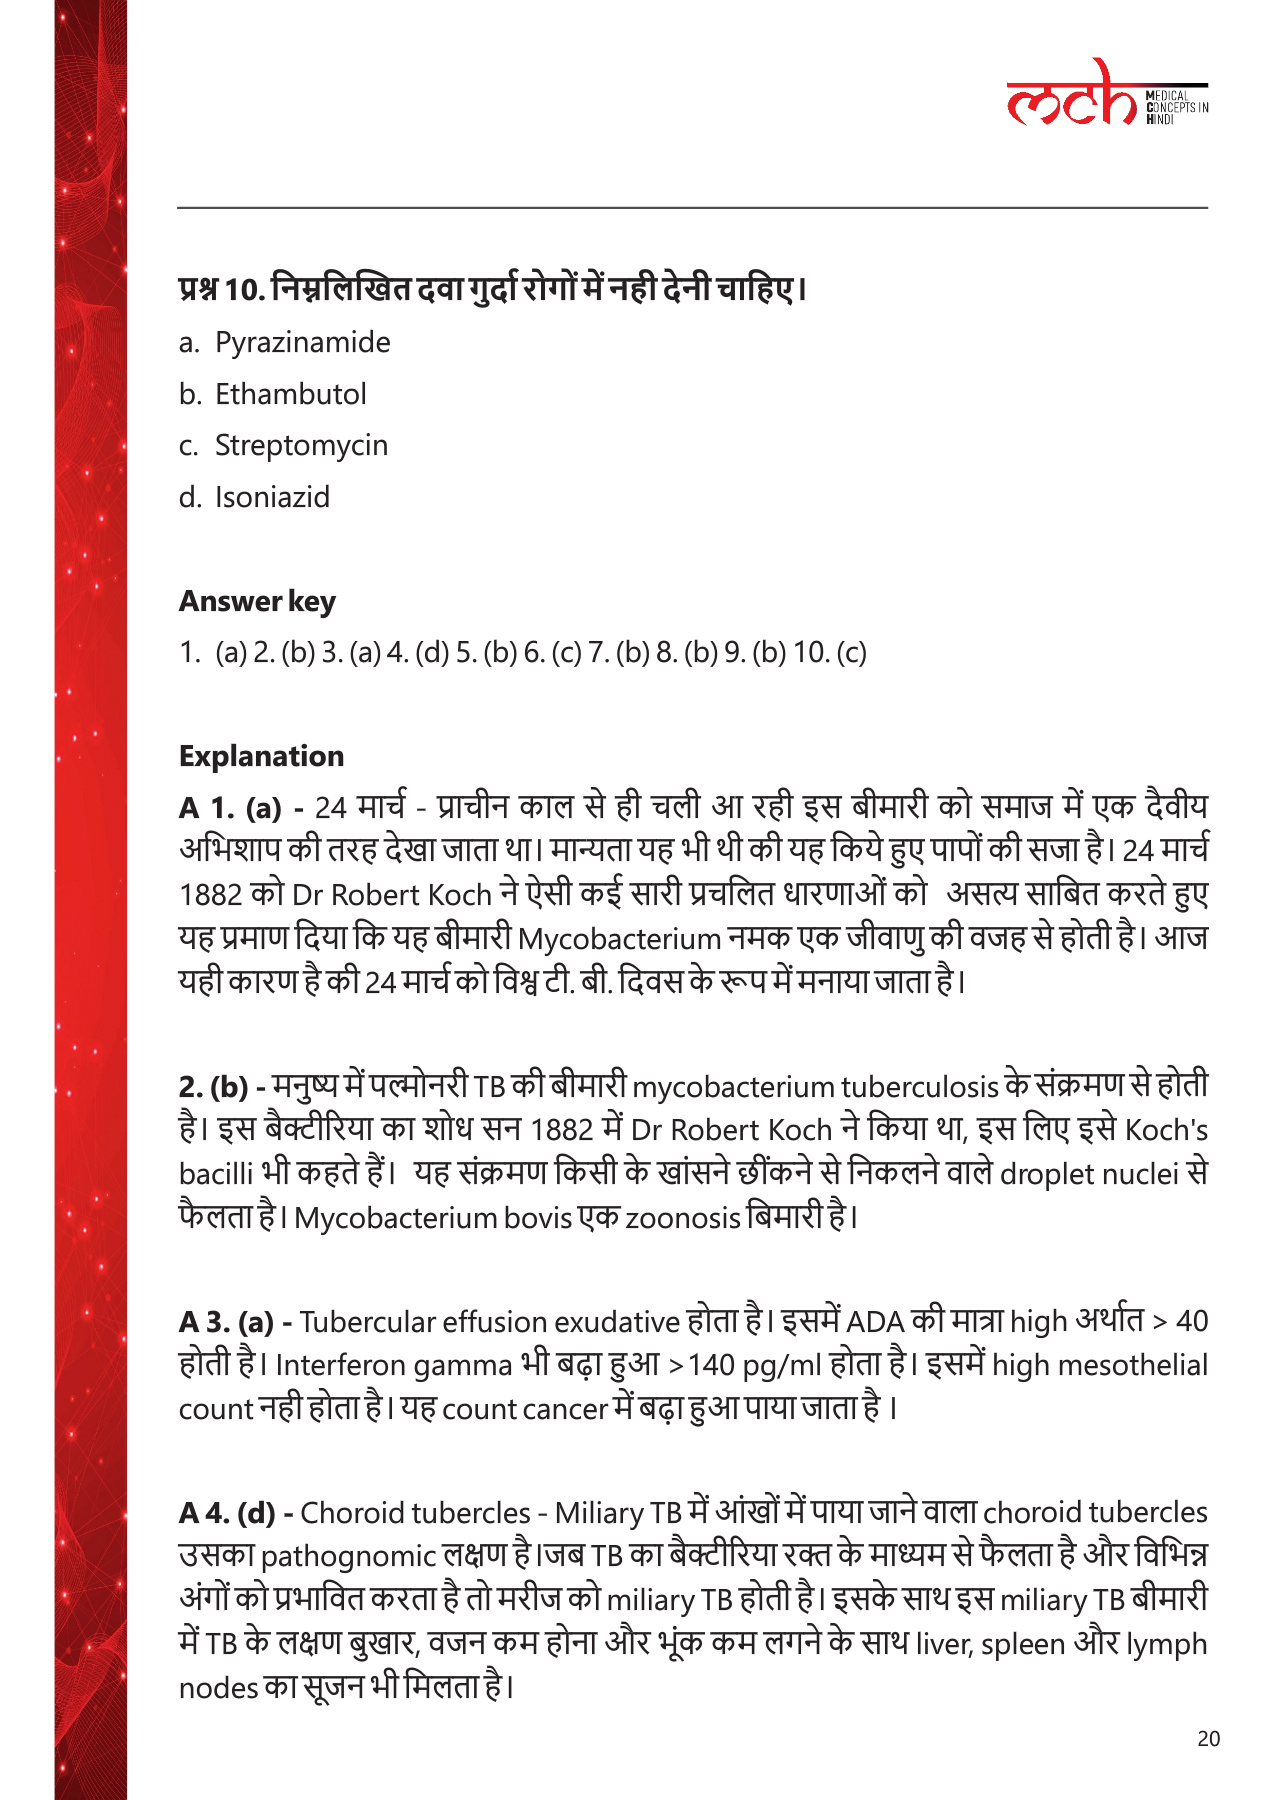 mch MEDICAL
CONCEPTS IN
HINDI
प्रश्न 10. निम्नलिखित दवा गुर्दा रोगों में नही देनी चाहिए।
a. Pyrazinamide
b. Ethambutol
c. Streptomycin
d. Isoniazid
Answer key
1. (a) 2. (b) 3. (a) 4. (d) 5. (b) 6. (c) 7. (b) 8. (b) 9. (b) 10. (c)
Explanation
A 1. (a) - 24 मार्च - प्राचीन काल से ही चली आ रही इस बीमारी को समाज में एक दैवीय
अभिशाप की तरह देखा जाता था। मान्यता यह भी थी की यह किये हुए पापों की सजा है। 24 मार्च
1882 को Dr Robert Koch ने ऐसी कई सारी प्रचलित धारणाओं को असत्य साबित करते हुए
यह प्रमाण दिया कि यह बीमारी Mycobacterium नमक एक जीवाणु की वजह से होती है। आज
यही कारण है की 24 मार्च को विश्व टी. बी. दिवस के रूप में मनाया जाता है।
2. (b) - मनुष्य में पल्मोनरी TB की बीमारी mycobacterium tuberculosis के संक्रमण से होती
है। इस बैक्टीरिया का शोध सन 1882 में Dr Robert Koch ने किया था, इस लिए इसे Koch's
bacilli भी कहते हैं। यह संक्रमण किसी के खांसने छींकने से निकलने वाले droplet nuclei से
फैलता है। Mycobacterium bovis एक zoonosis बिमारी है।
A 3. (a) - Tubercular effusion exudative होता है। इसमें ADA की मात्रा high अर्थात > 40
होती है। Interferon gamma भी बढ़ा हुआ >140 pg/ml होता है। इसमें high mesothelial
count नही होता है। यह count cancer में बढ़ा हुआ पाया जाता है ।
A 4. (d) - Choroid tubercles - Miliary TB में आंखों में पाया जाने वाला choroid tubercles
उसका pathognomic लक्षण है।जब TB का बैक्टीरिया रक्त के माध्यम से फैलता है और विभिन्न
अंगों को प्रभावित करता है तो मरीज को miliary TB होती है। इसके साथ इस miliary TB बीमारी
में TB के लक्षण बुखार, वजन कम होना और भूंक कम लगने के साथ liver, spleen और lymph
nodes का सूजन भी मिलता है।
20